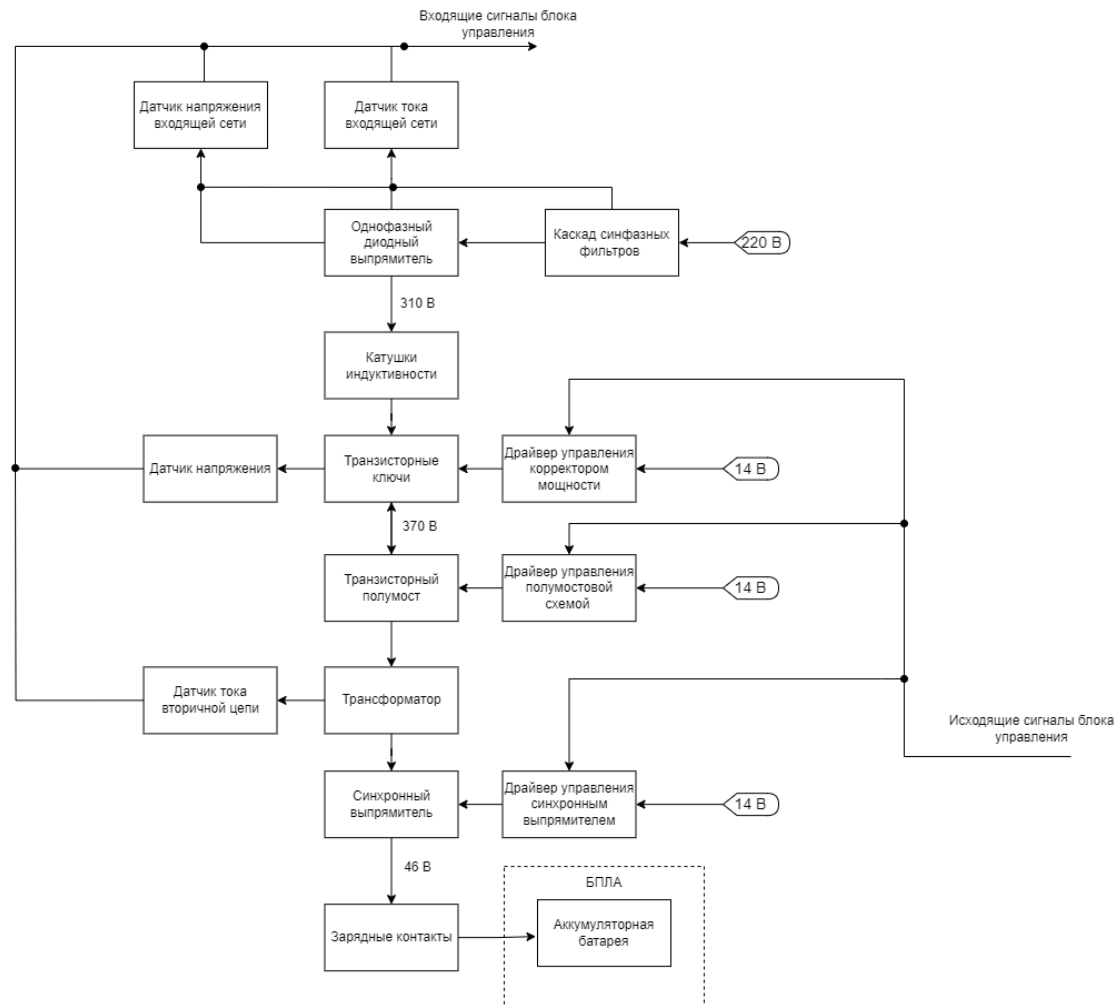 Входящие сигналы блока
управления
Датчик напряжения
входящей сети
Датчик тока
входящей сети
Однофазный
диодный
выпрямитель
Каскад синфазных
фильтров
220 В
310 В
Катушки
индуктивности
Датчик напряжения
Транзисторные
ключи
Драйвер управления
корректором
мощности
14 В
370 В
Транзисторный
полумост
Драйвер управления
полумостовой
схемой
14 В
Датчик тока
вторичной цепи
Трансформатор
Исходящие сигналы блока
управления
Синхронный
выпрямитель
Драйвер управления
синхронным
выпрямителем
14 В
46 В
БПЛА
Зарядные контакты
Аккумуляторная
батарея